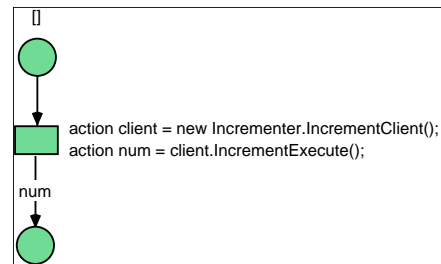 []
action client = new Incrementer.IncrementClient();
action num = client.IncrementExecute();
num